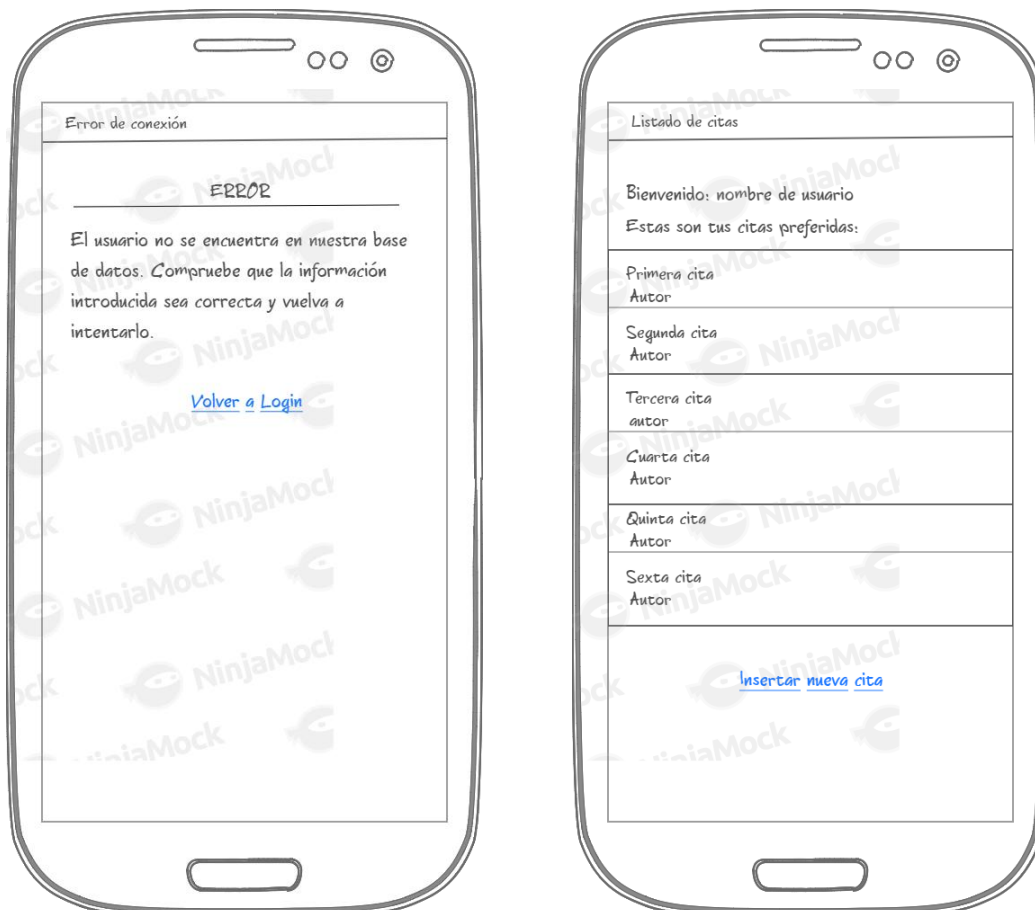 Error de conexión
ERROR
El usuario no se encuentra en nuestra base
de datos. Compruebe que la información
introducida sea correcta y vuelva a
intentarlo.
Volver a Login
Listado de citas
Bienvenido: nombre de usuario
Estas son tus citas preferidas:
Primera cita
Autor
Segunda cita
Autor
Tercera cita
autor
Cuarta cita
Autor
Quinta cita
Autor
Sexta cita
Autor
Insertar nueva cita
NinjaMock